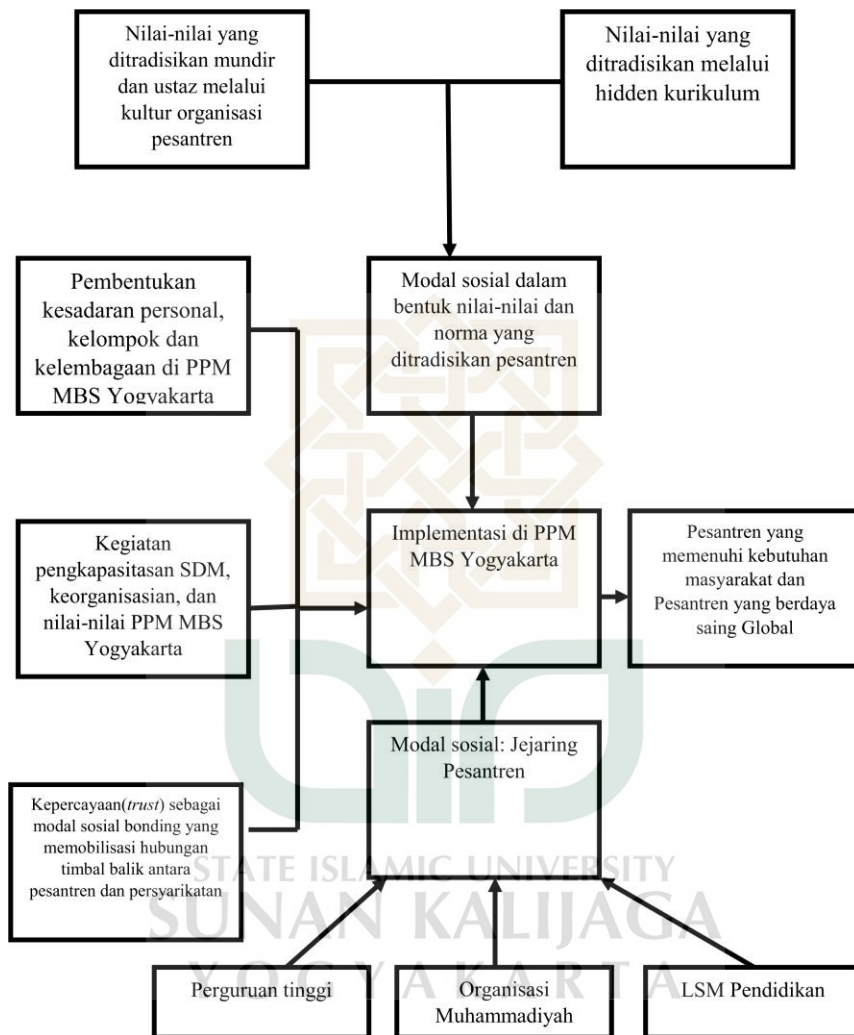 Nilai-nilai yang
ditradisikan mundir
dan ustaz melalui
kultur organisasi
pesantren
Nilai-nilai yang
ditradisikan melalui
hidden kurikulum
Pembentukan
kesadaran personal,
kelompok dan
kelembagaan di PPM
MBS Yogyakarta
Modal sosial dalam
bentuk nilai-nilai dan
norma yang
ditradisikan pesantren
Kegiatan
pengkapasitasan SDM,
keorganisasian, dan
nilai-nilai PPM MBS
Yogyakarta
Implementasi di PPM
MBS Yogyakarta
Pesantren yang
memenuhi kebutuhan
masyarakat dan
Pesantren yang berdaya
saing Global
Modal sosial: Jejaring
Pesantren
Kepercayaan(trust) sebagai
modal sosial bonding yang
memobilisasi hubungan
timbal balik antara
pesantren dan persyarikatan
STATE ISLAMIC UNIVERSITY
SUNAN KALIJAGA
YOGYAKARTA
Perguruan tinggi
Organisasi
Muhammadiyah
LSM Pendidikan